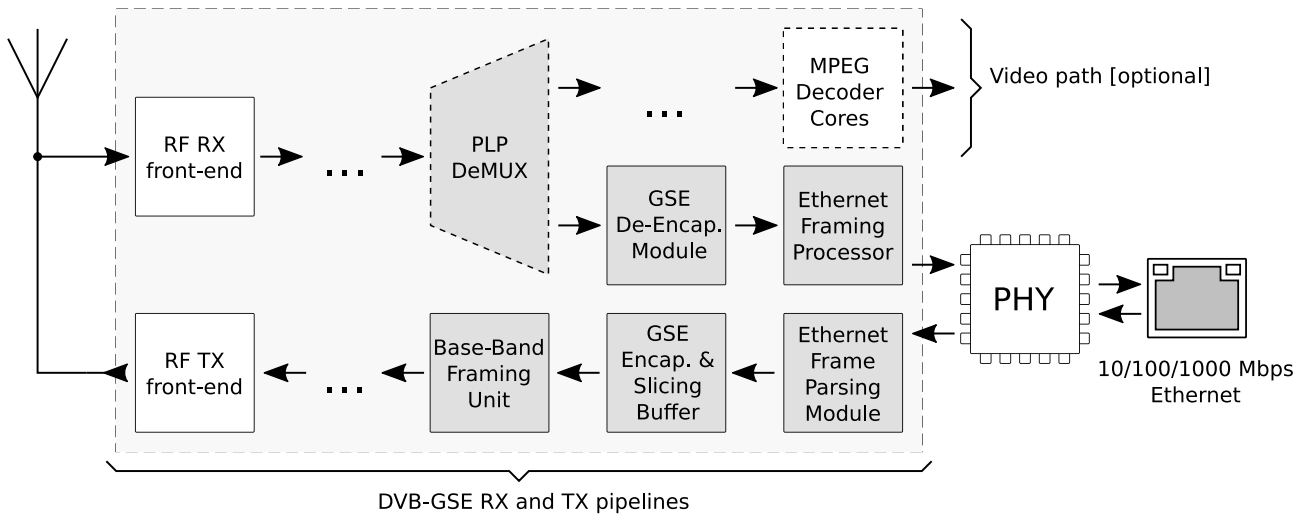 MPEG
Decoder
Cores
Video path [optional]
RF RX
front-end
...
PLP
DeMUX
...
GSE
De-Encap.
Module
Ethernet
Framing
Processor
PHY
10/100/1000 Mbps
Ethernet
RF TX
front-end
...
Base-Band
Framing
Unit
GSE
Encap. &
Slicing
Buffer
Ethernet
Frame
Parsing
Module
DVB-GSE RX and TX pipelines